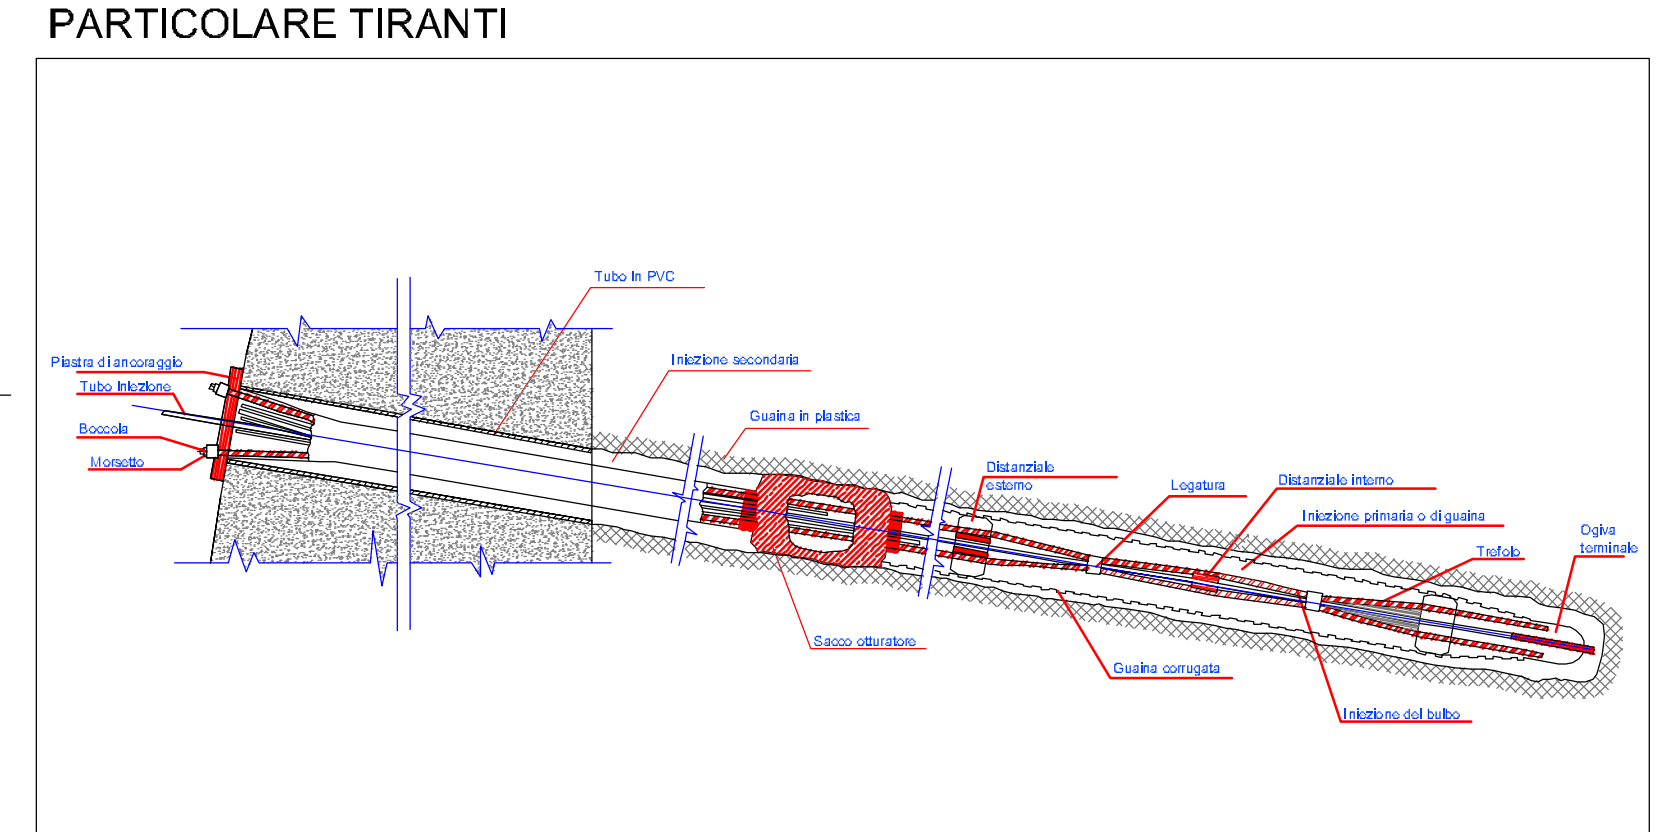 PARTICOLARE TIRANTI
Tubo in PVC
Iniezione secondaria
Piastra di ancoraggio
Tubo Iniezione
Guaina in plastica
Boccola
Morsetto
Distanziale
esterno
Legatura
Distanziale interno
Iniezione primaria o di guaina
Trefolo
Ogiva
terminale
Sacco otturatore
Guaina corrugata
Iniezione del bulbo